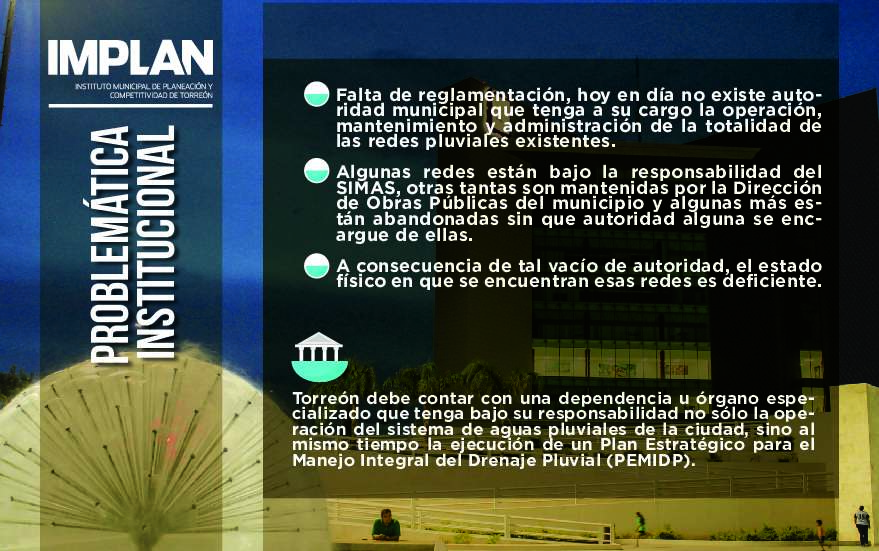 IMPLAN
INSTITUTO MUNICIPAL DE PLANEACIÓN Y
COMPETITIVIDAD DE TORREÓN
PROBLEMÁTICA
INSTITUCIONAL
Falta de reglamentación, hoy en día no existe auto-
ridad municipal que tenga a su cargo la operación,
mantenimiento y administración de la totalidad de
las redes pluviales existentes.
Algunas redes están bajo la responsabilidad del
SIMAS, otras tantas son mantenidas por la Dirección
de Obras Públicas del municipio y algunas más es-
tán abandonadas sin que autoridad alguna se enc-
argue de ellas.
A consecuencia de tal vacío de autoridad, el estado
físico en que se encuentran esas redes es deficiente.
Torreón debe contar con una dependencia u órgano espe-
cializado que tenga bajo su responsabilidad no sólo la ope-
ración del sistema de aguas pluviales de la ciudad, sino al
mismo tiempo la ejecución de un Plan Estratégico para el
Manejo Integral del Drenaje Pluvial (PEMIDP).